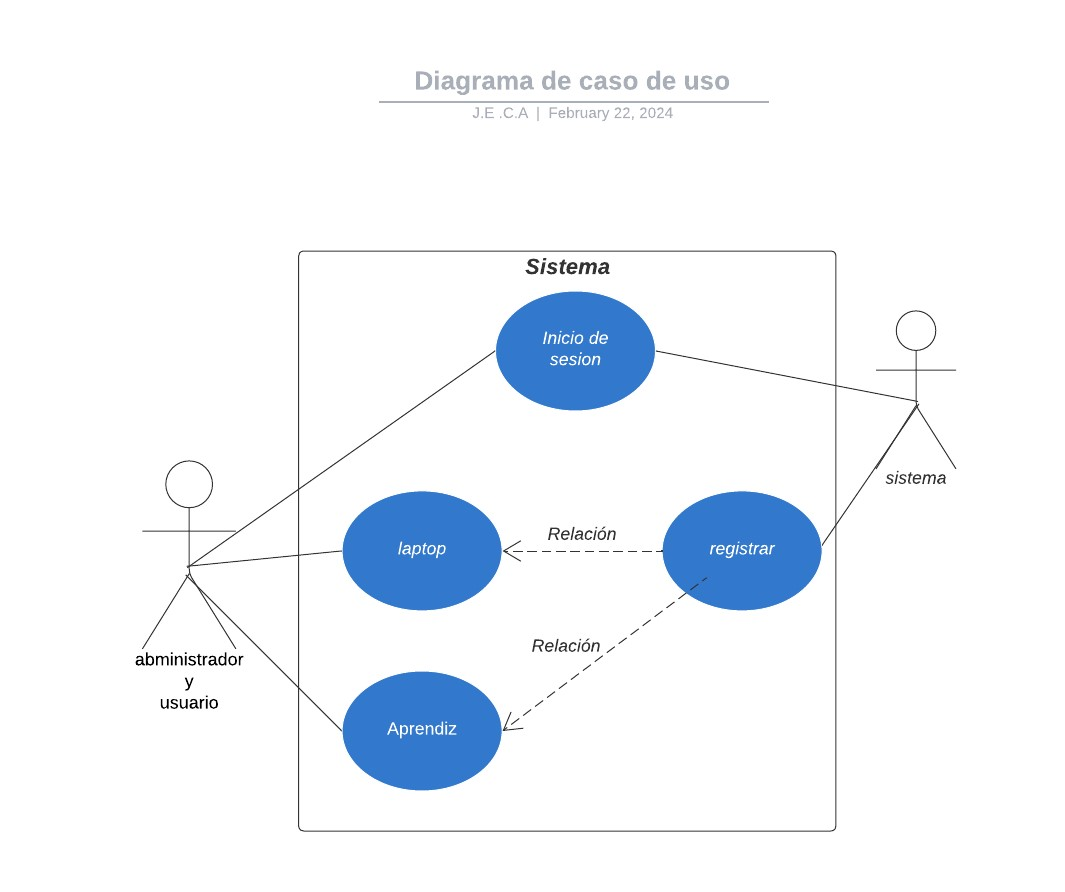 Diagrama de caso de uso
J.E .C.A | February 22, 2024
Sistema
Inicio de
sesion
sistema
laptop
Relación
registrar
Relación
abministrador
y
usuario
Aprendiz